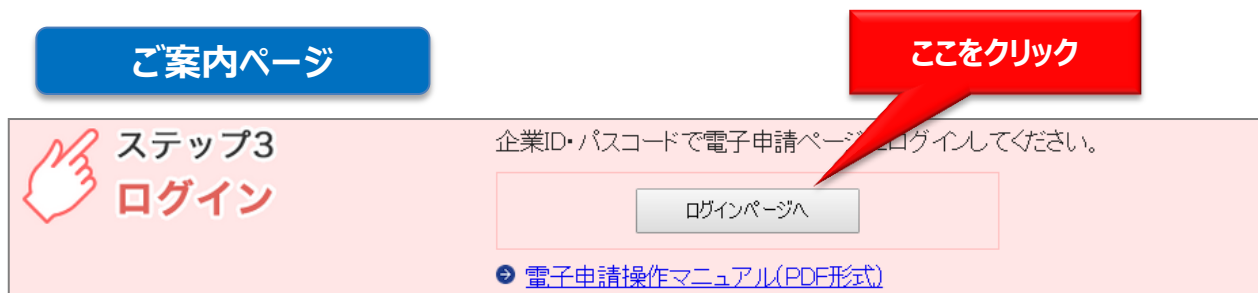 ご案内ページ
ここをクリック
ステップ3
ログイン
企業ID・パスコードで電子申請ページにログインしてください。
ログインページへ
電子申請操作マニュアル(PDF形式)